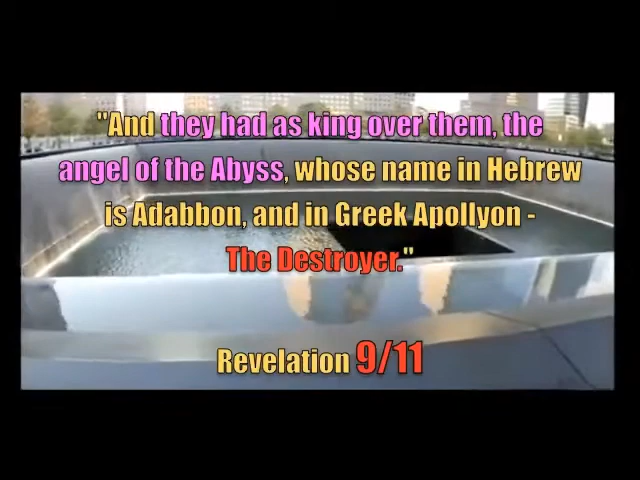 "And they had as king over them, the
angel of the Abyss, whose name in Hebrew
is Adabbon, and in Greek Apollyon -
The Destroyer."
Revelation 9/11